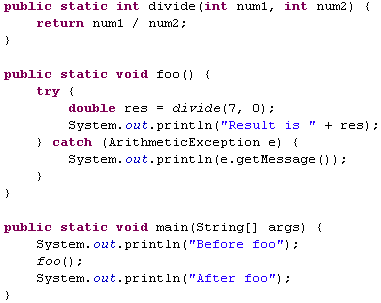 public static int divide(int num1, int num2) {
    return num1 / num2;
}

public static void foo() {
    try {
        double res = divide(7, 0);
        System.out.println("Result is " + res);
    } catch (ArithmeticException e) {
        System.out.println(e.getMessage());
    }
}

public static void main(String[] args) {
    System.out.println("Before foo");
    foo();
    System.out.println("After foo");
}